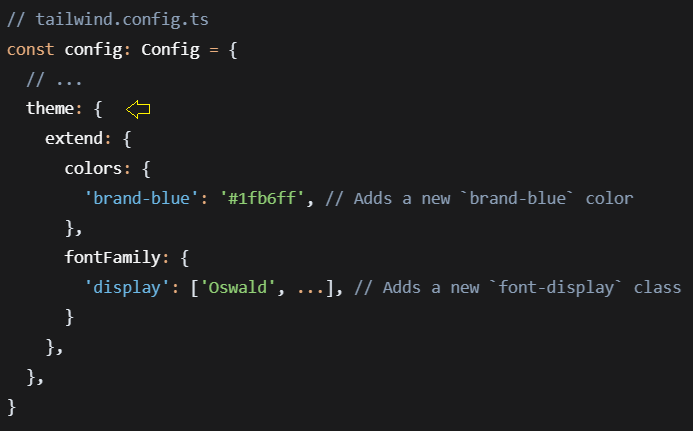 // tailwind.config.ts
const config: Config = {
  // ...
  theme: {
    extend: {
      colors: {
        'brand-blue': '#1fb6ff', // Adds a new `brand-blue` color
      },
      fontFamily: {
        'display': ['Oswald', ...], // Adds a new `font-display` class
      }
    },
  },
}